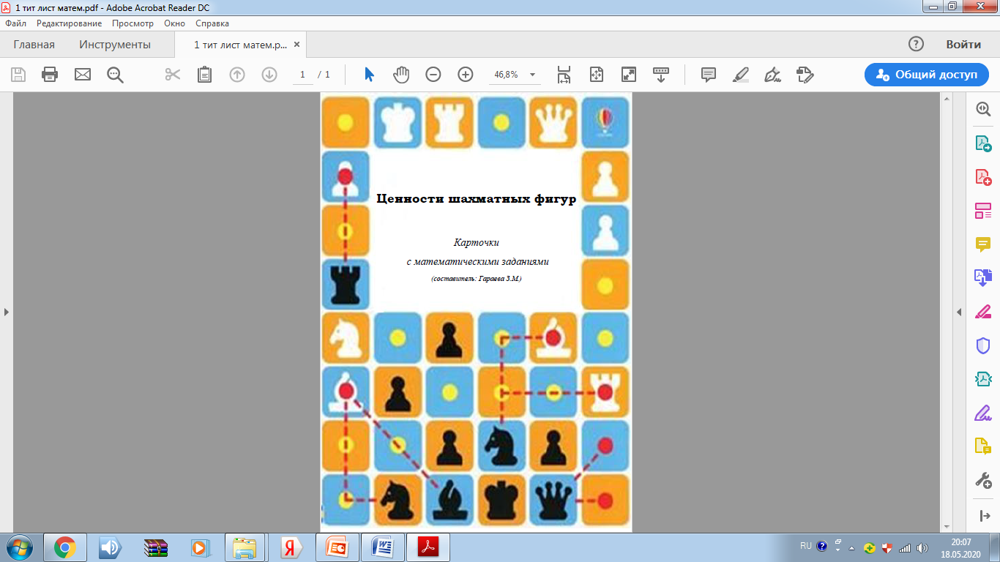 1 тит лист матем.pdf - Adobe Acrobat Reader DC
Файл Редактирование Просмотр Окно Справка
Главная Инструменты 1 тит лист матем.p... × Войти
1 / 1 46,8% Общий доступ
Ценности шахматных фигур
Карточки
с математическими заданиями
(составитель: Гараева З.М.)
RU 20:07
18.05.2020